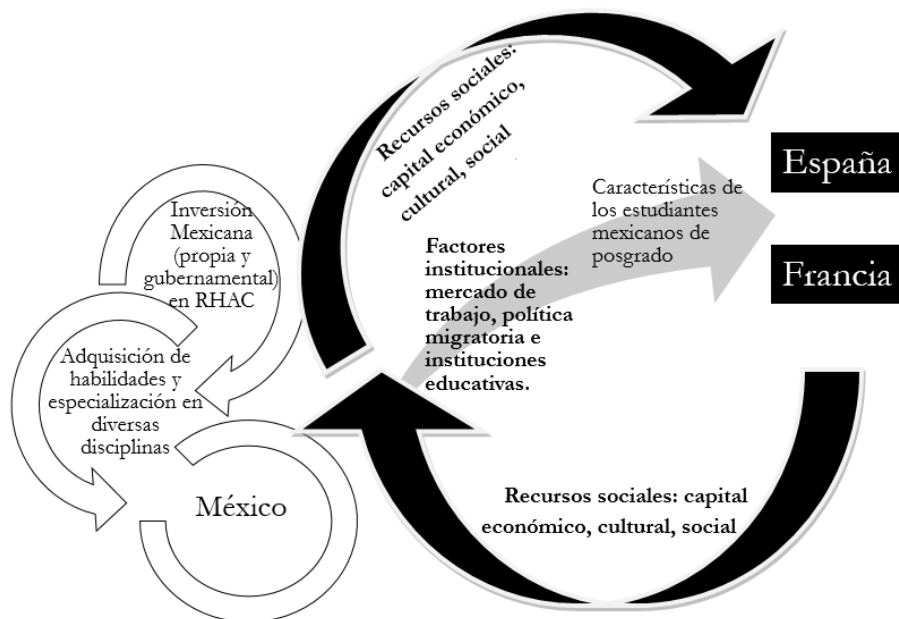 Recursos sociales:
capital económico,
cultural, social
España
Francia
Características de
los estudiantes
mexicanos de
posgrado
Factores
institucionales:
mercado de
trabajo, política
migratoria e
instituciones
educativas.
Inversión
Mexicana
(propia y
gubernamental)
en RHAC
Adquisición de
habilidades y
especialización en
diversas
disciplinas
México
Recursos sociales: capital
económico, cultural, social